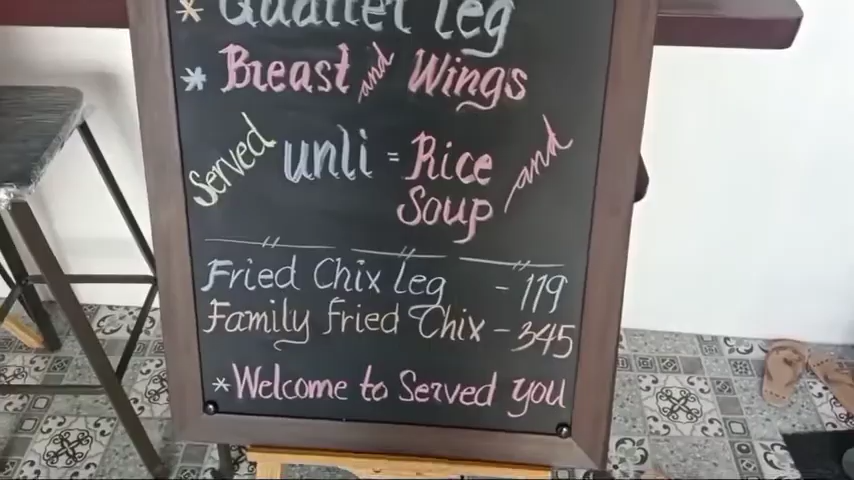 * Quarter leg
* Breast and Wings
Served unli = Rice and
Soup
Fried Chix leg - 119
Family Fried Chix - 345
* Welcome to Served you